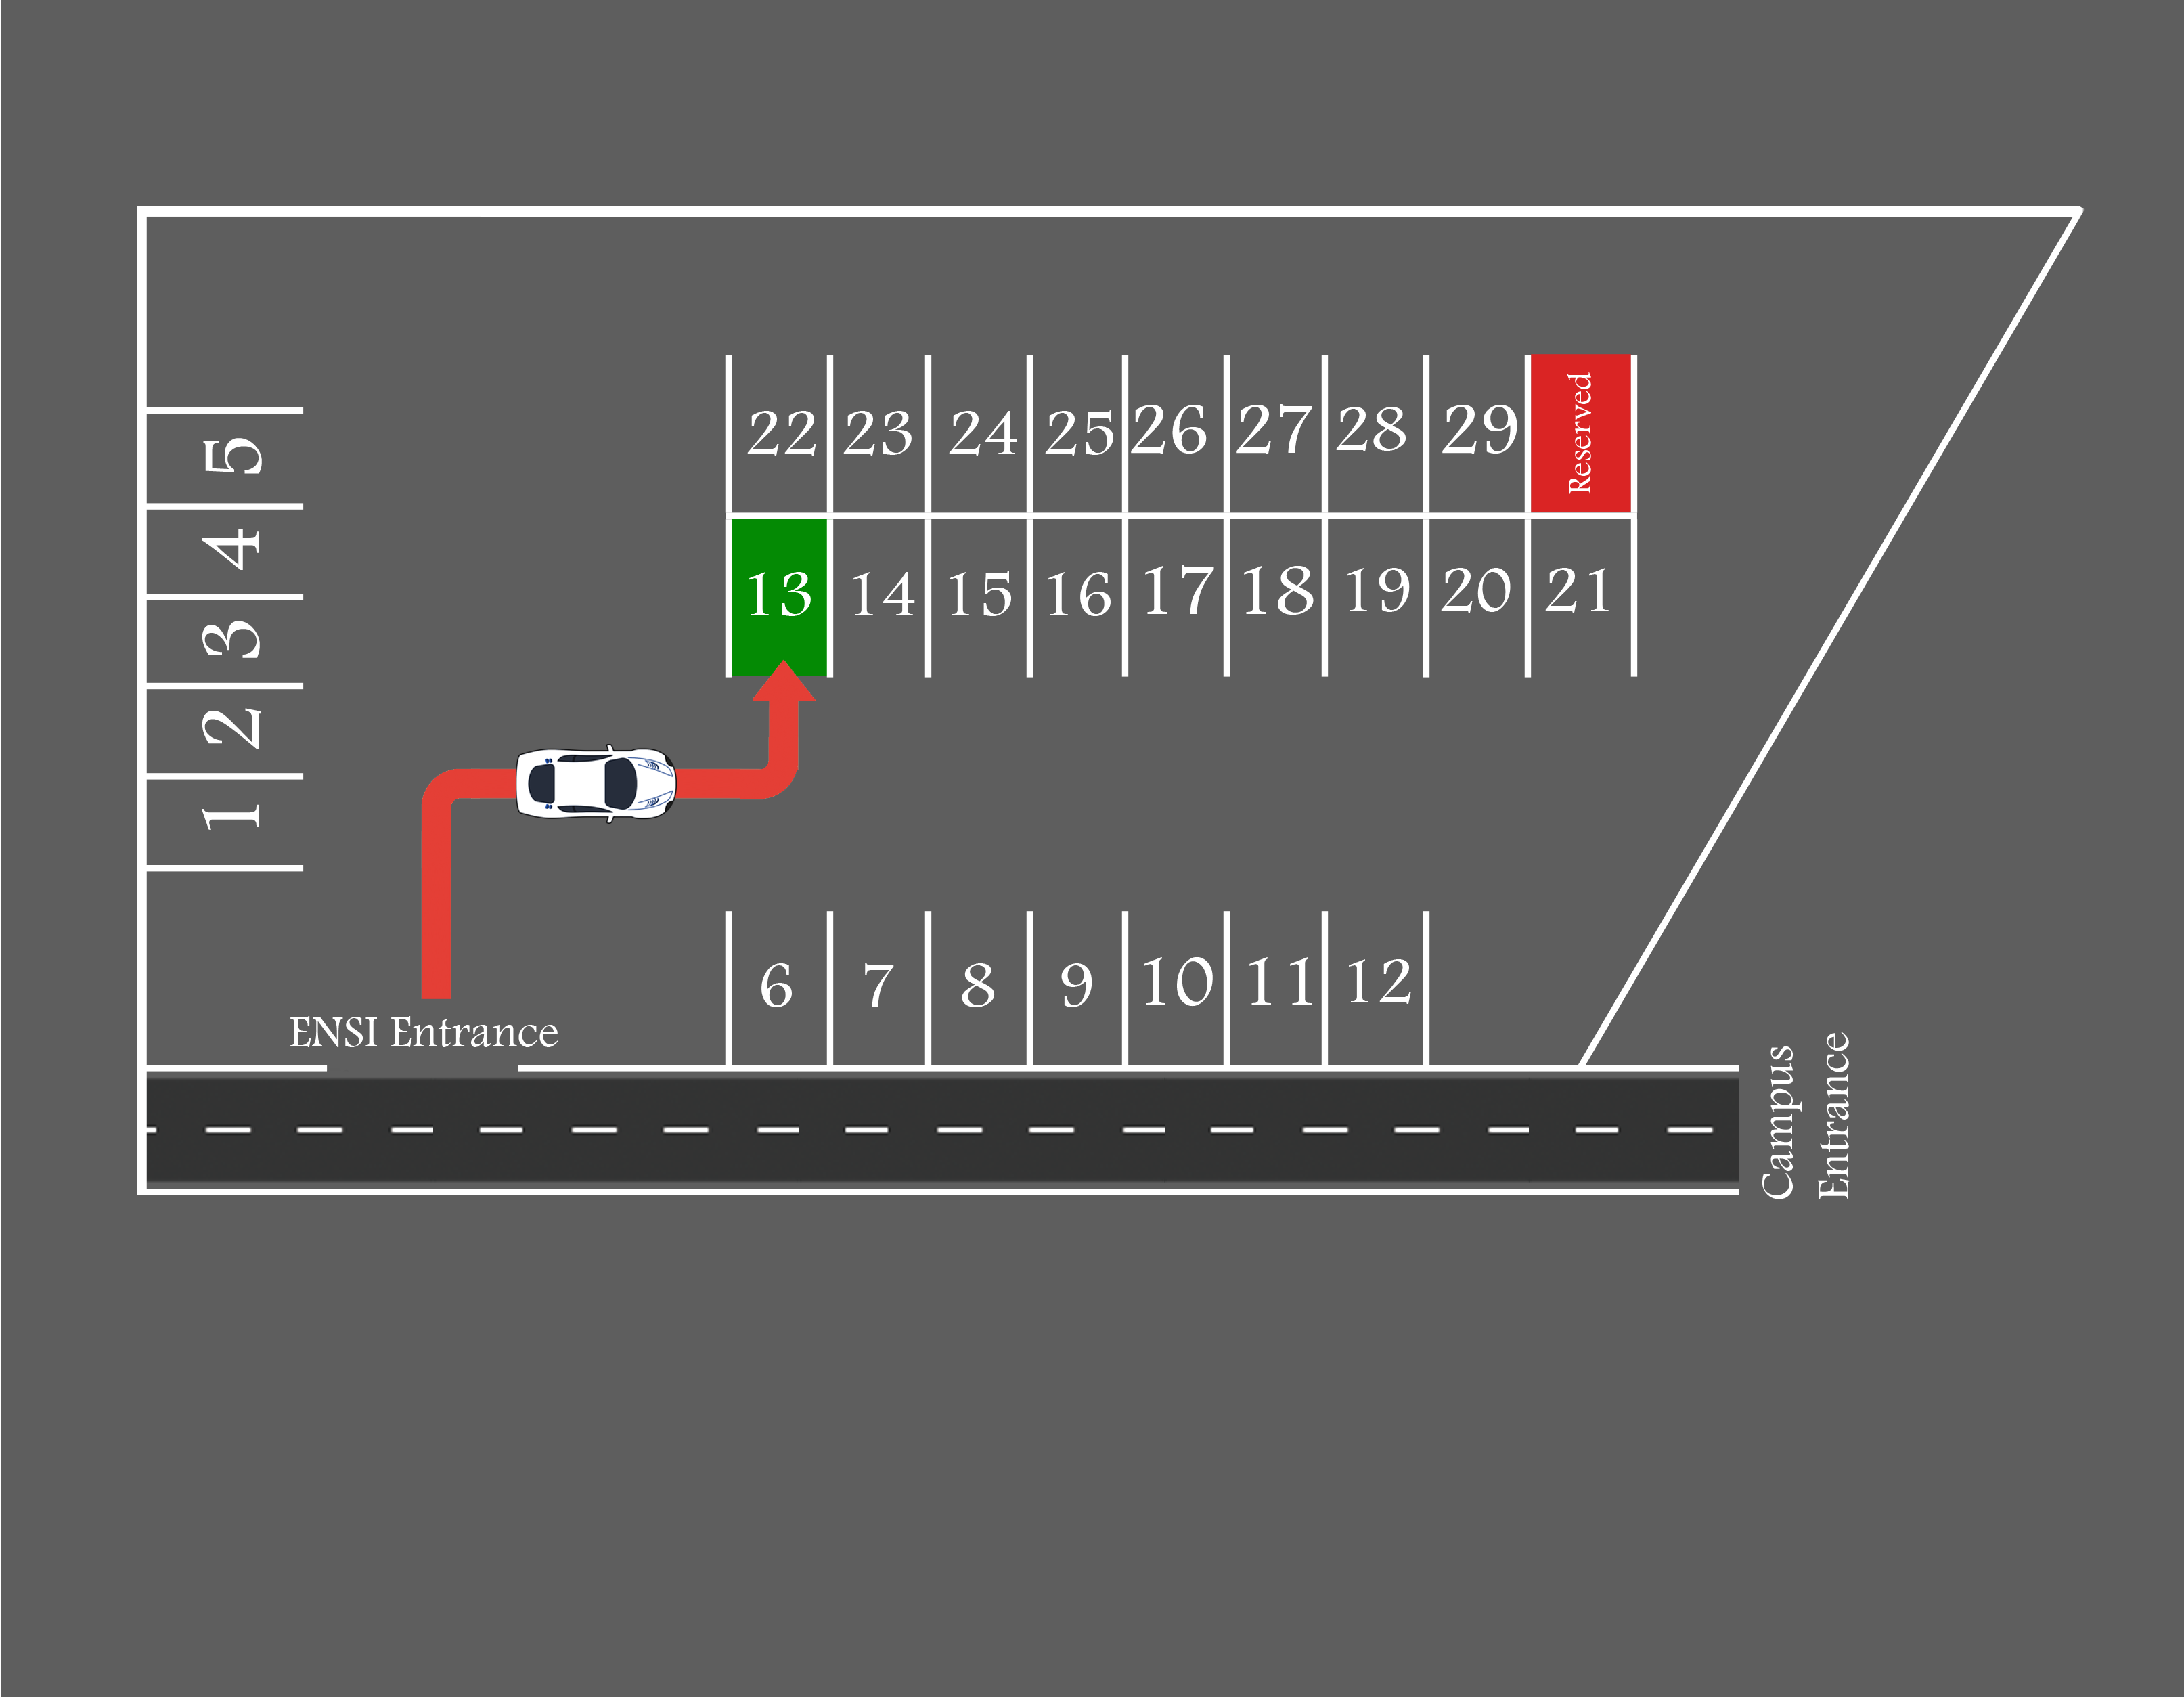 22 23 24 25 26 27 28 29 Reserved
13 14 15 16 17 18 19 20 21
5
4
3
2
1
6 7 8 9 10 11 12
ENSI Entrance
Campus
Entrance